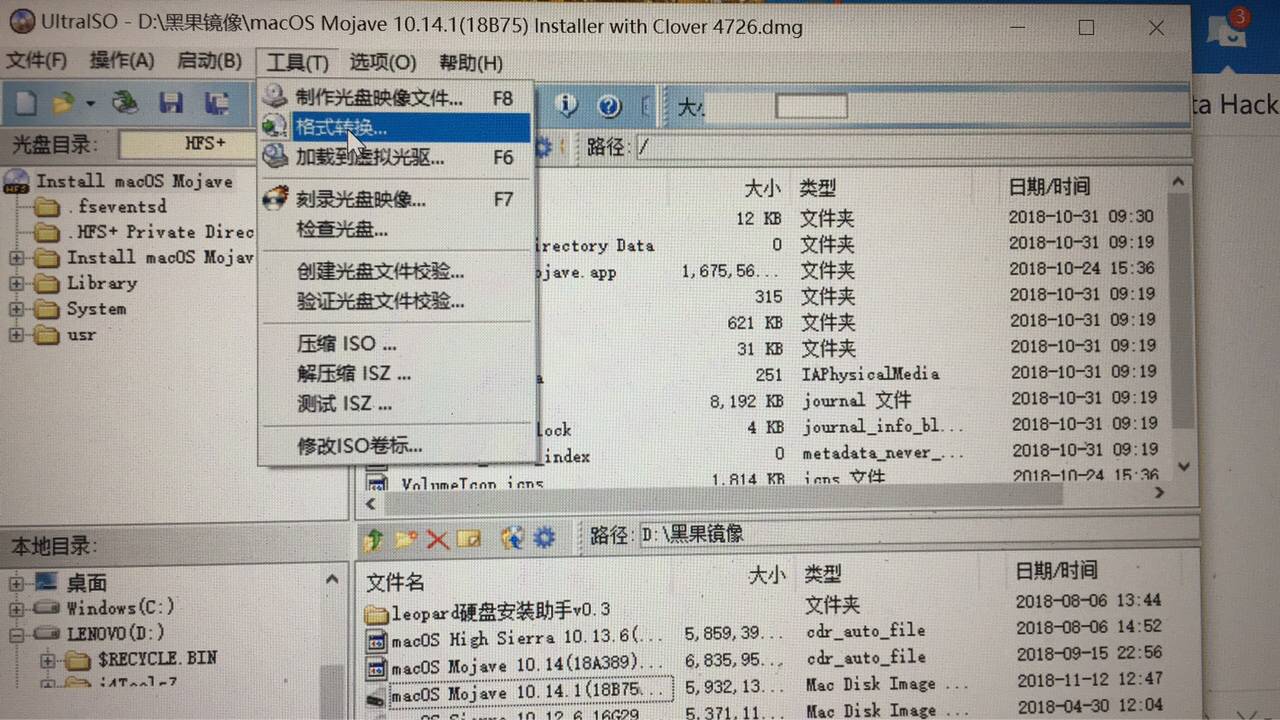 UltraISO - D:\黑果镜像\macOS Mojave 10.14.1(18B75) Installer with Clover 4726.dmg
3
文件(F) 操作(A) 启动(B) 工具(T) 选项(O) 帮助(H)
制作光盘映像文件... F8
格式转换...
加载到虚拟光驱... F6
刻录光盘映像... F7
检查光盘...
创建光盘文件校验...
验证光盘文件校验...
压缩 ISO ...
解压缩 ISZ ...
测试 ISZ ...
修改ISO卷标...
ta Hack
光盘目录: HFS+
路径: /
Install macOS Mojave
.fseventsd
.HFS+ Private Direc
Install macOS Mojav
Library
System
usr
大小 类型 日期/时间
12 KB 文件夹 2018-10-31 09:30
irectory Data 0 文件夹 2018-10-31 09:19
ojave.app 1,675,56... 文件夹 2018-10-24 15:36
315 文件夹 2018-10-31 09:19
621 KB 文件夹 2018-10-31 09:19
31 KB 文件夹 2018-10-31 09:19
251 IAPhysicalMedia 2018-10-31 09:19
8,192 KB journal 文件 2018-10-31 09:19
lock 4 KB journal_info_bl... 2018-10-31 09:19
_index 0 metadata_never_... 2018-10-31 09:19
VolumeIcon.icns 1,814 KB icns 文件 2018-10-24 15:36
本地目录:
路径: D:\黑果镜像
桌面
Windows(C:)
LENOVO(D:)
$RECYCLE.BIN
i4Tools7
文件名 大小 类型 日期/时间
leopard硬盘安装助手v0.3 文件夹 2018-08-06 13:44
macOS High Sierra 10.13.6(... 5,859,39... cdr_auto_file 2018-08-06 14:52
macOS Mojave 10.14(18A389)... 6,835,95... cdr_auto_file 2018-09-15 22:56
macOS Mojave 10.14.1(18B75... 5,932,13... Mac Disk Image ... 2018-11-12 12:47
OS Sierra 10.12.6 16G29 5,371,11... Mac Disk Image ... 2018-04-30 12:04